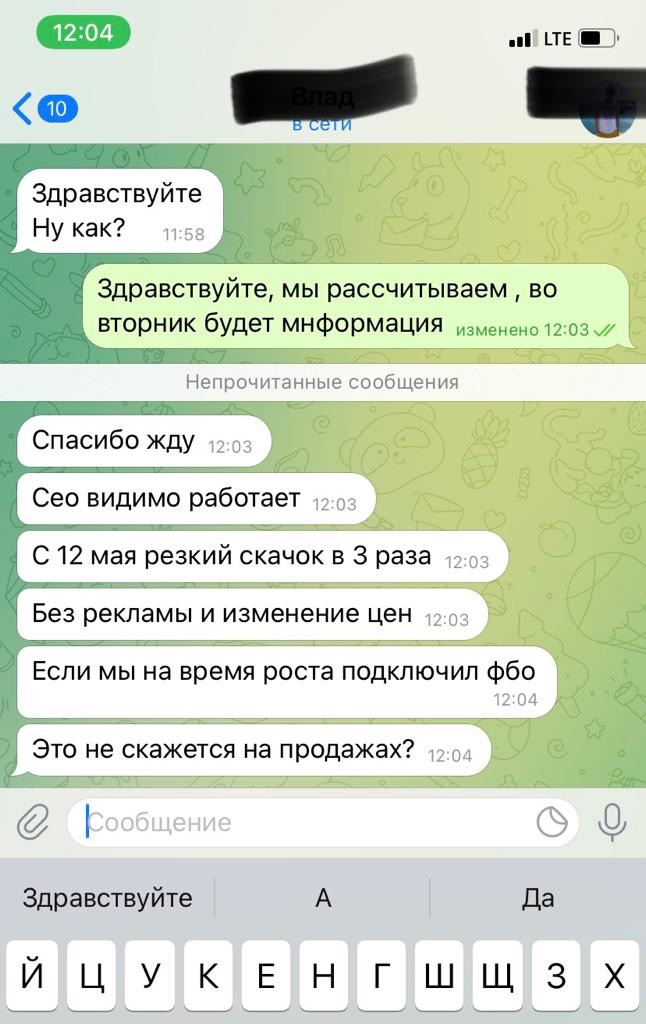 12:04
LTE
10
Влад
в сети
Здравствуйте
Ну как? 11:58
Здравствуйте, мы рассчитываем , во
вторник будет мнформация изменено 12:03
Непрочитанные сообщения
Спасибо жду 12:03
Сео видимо работает 12:03
С 12 мая резкий скачок в 3 раза 12:03
Без рекламы и изменение цен 12:03
Если мы на время роста подключил фбо
12:04
Это не скажется на продажах? 12:04
Сообщение
Здравствуйте А Да
Й Ц У К Е Н Г Ш Щ З Х